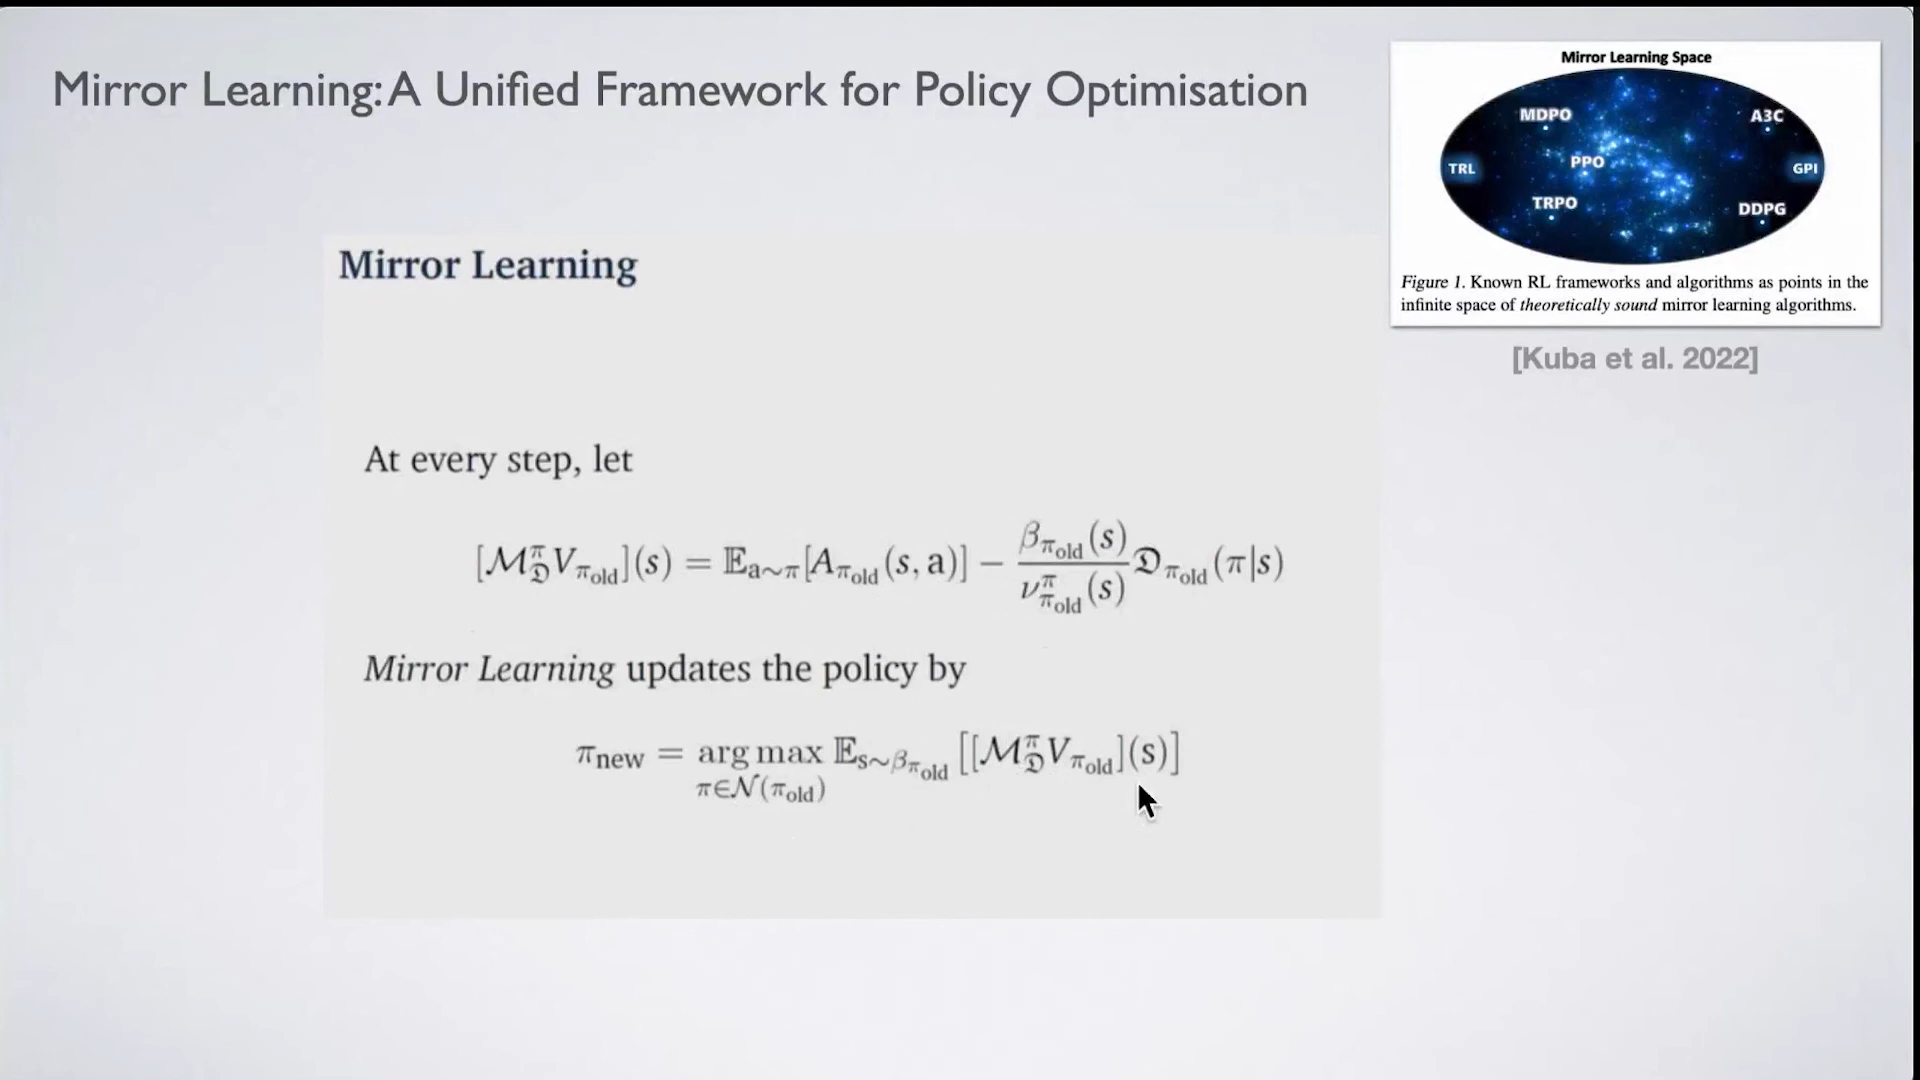 Mirror Learning: A Unified Framework for Policy Optimisation
Mirror Learning Space
MDPO
A3C
PPO
TRL
GPI
TRPO
DDPG
Figure 1. Known RL frameworks and algorithms as points in the
infinite space of theoretically sound mirror learning algorithms.
[Kuba et al. 2022]
Mirror Learning
At every step, let
[𝓜^π_𝔇 V_{π_old}](s) = 𝔼_{a∼π}[A_{π_old}(s, a)] − \frac{β_{π_old}(s)}{ν^π_{π_old}(s)} 𝔇_{π_old}(π|s)
Mirror Learning updates the policy by
π_new = arg max_{π∈𝓝(π_old)} 𝔼_{s∼β_{π_old}} [[𝓜^π_𝔇 V_{π_old}](s)]